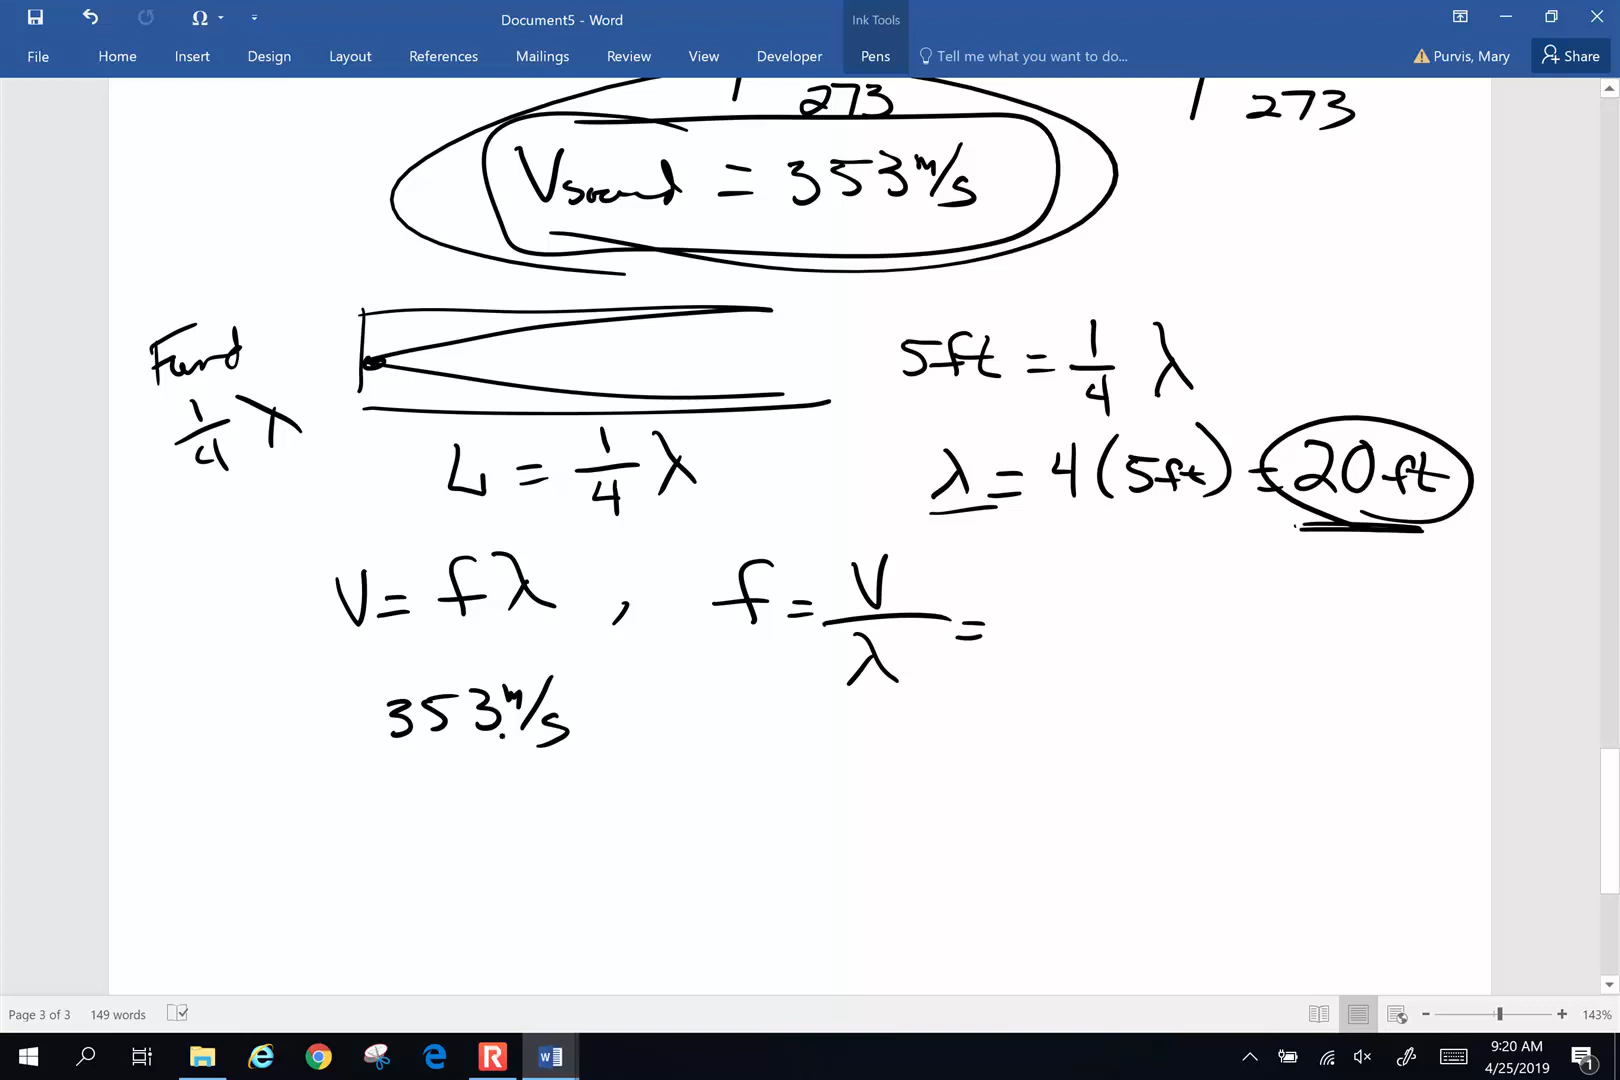 Document5 - Word
Ink Tools
File Home Insert Design Layout References Mailings Review View Developer Pens Tell me what you want to do... Purvis, Mary Share
273 273
Vsound = 353 m/s
Fund
1/4 λ
L = 1/4 λ
5ft = 1/4 λ
λ = 4(5ft) = 20ft
V = fλ , f = V/λ =
353 m/s
Page 3 of 3 149 words 143%
9:20 AM
4/25/2019
1